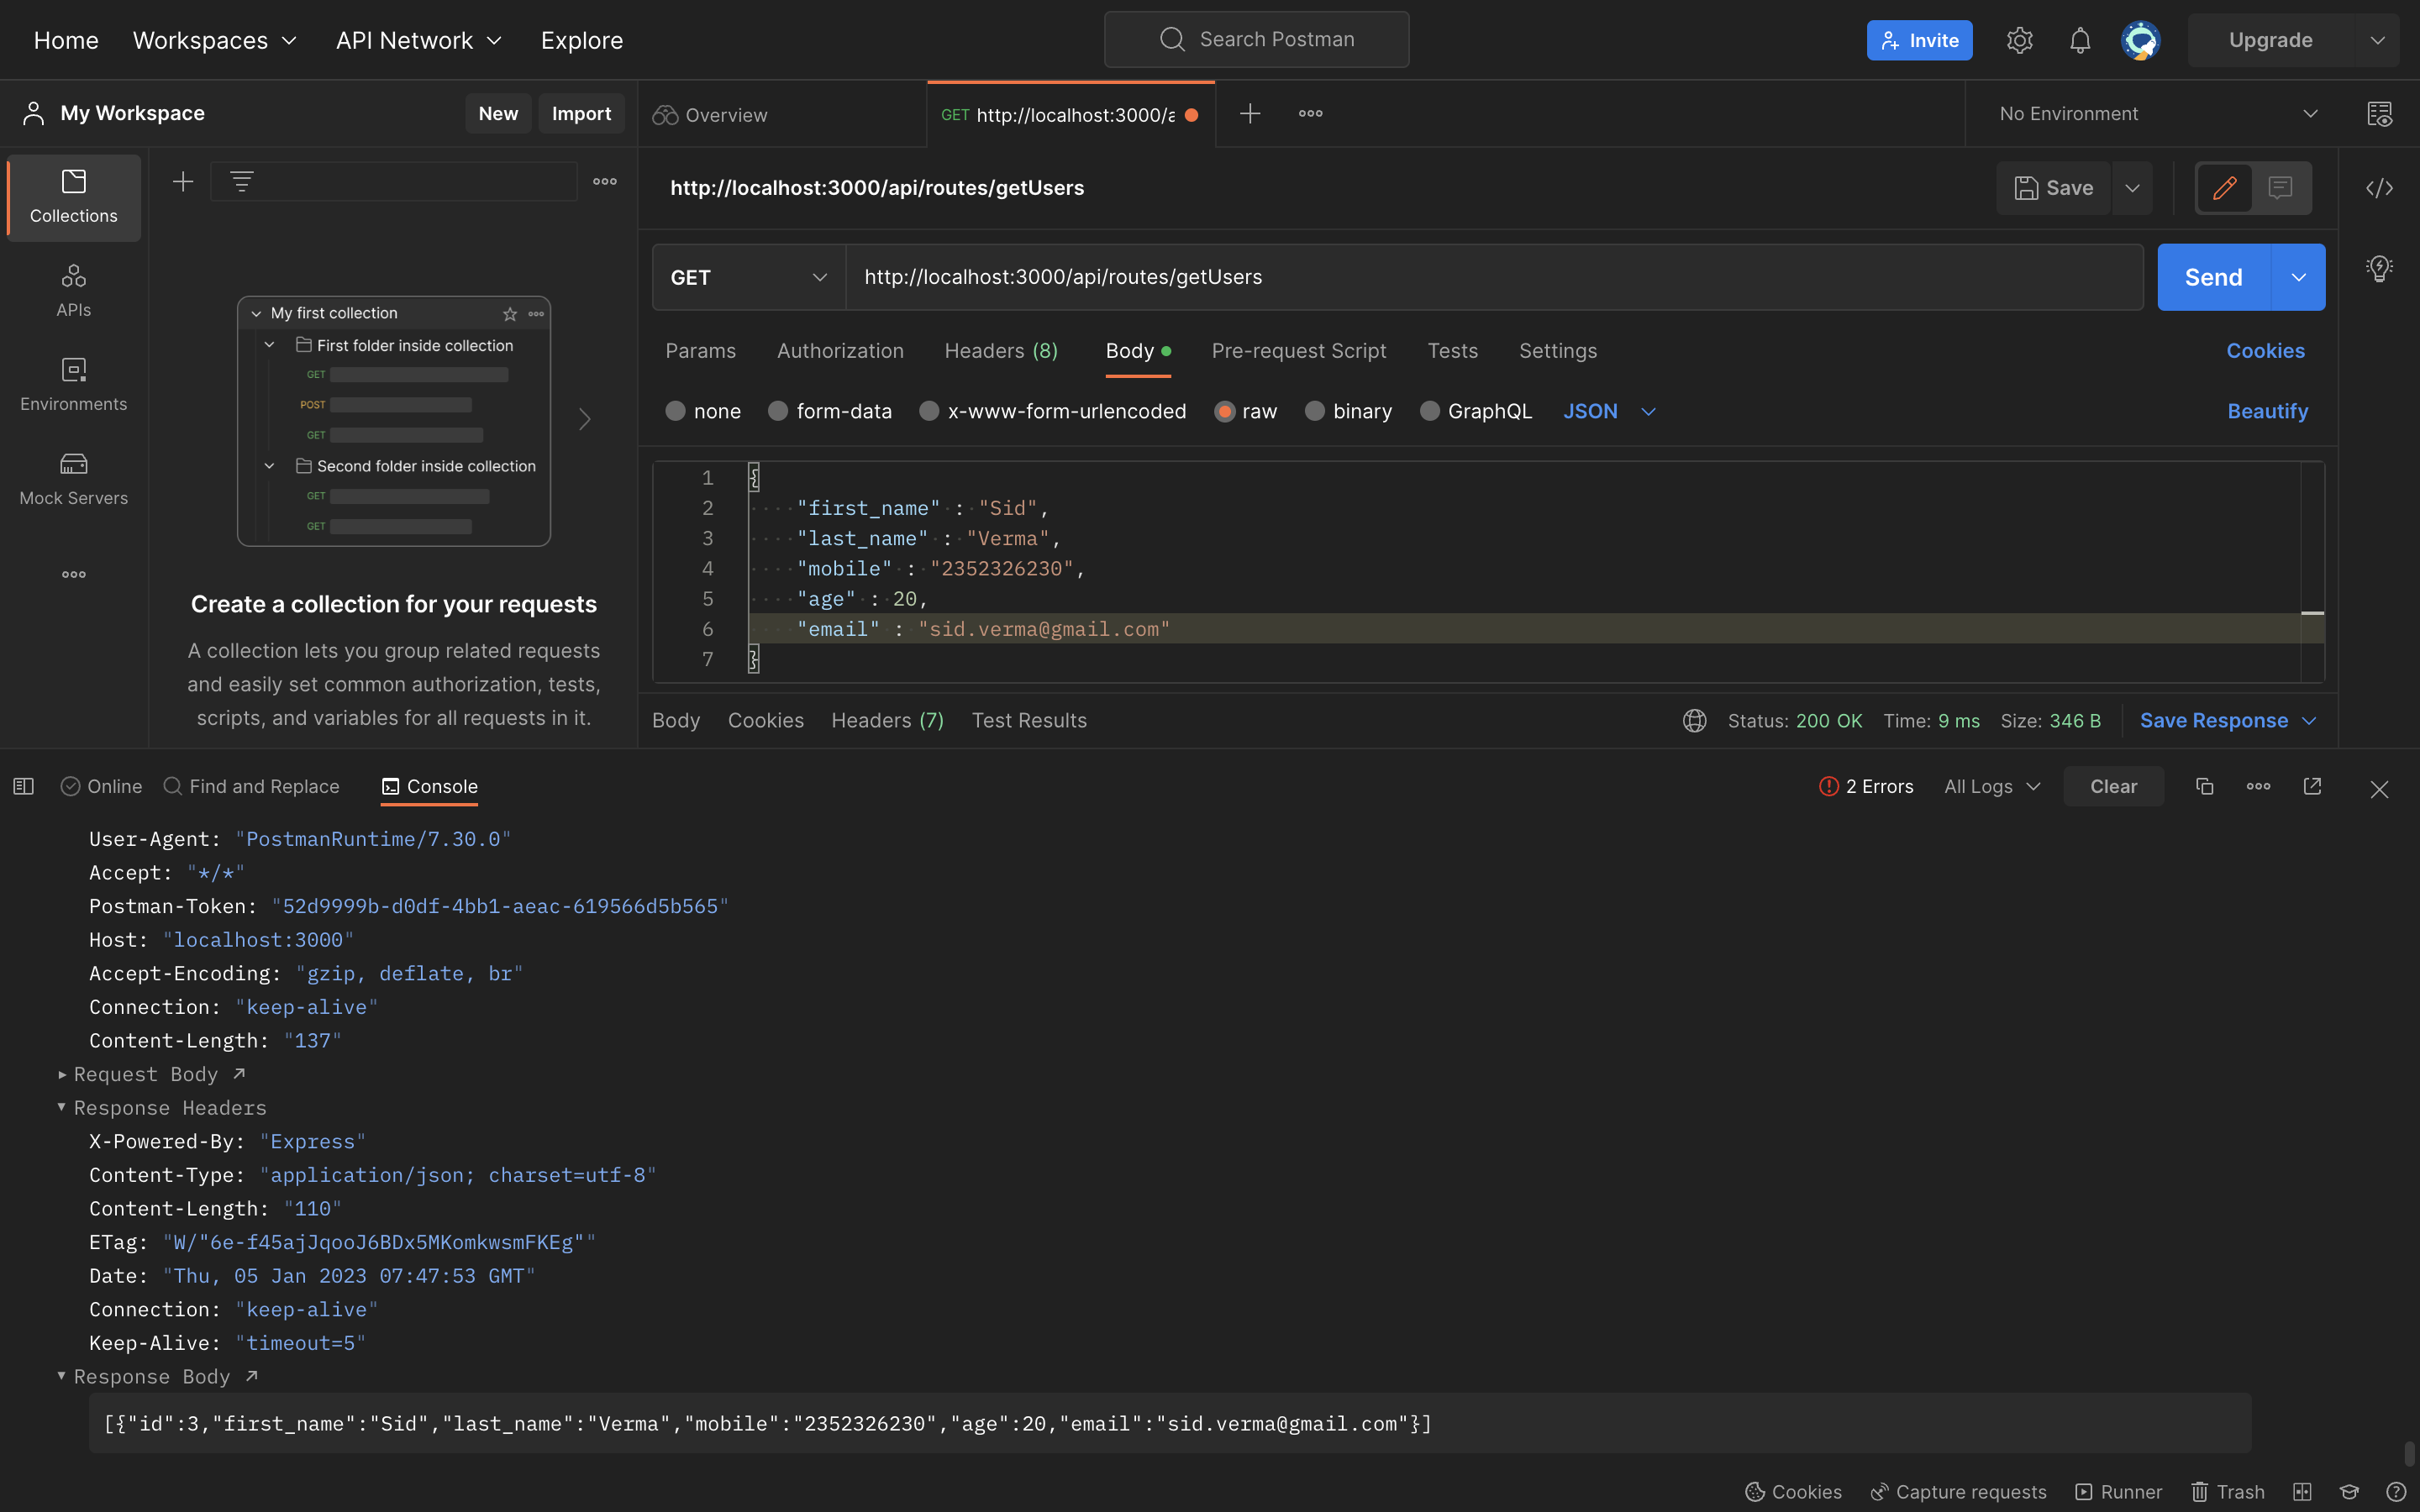 Home Workspaces API Network Explore Search Postman Invite Upgrade
My Workspace New Import Overview GET http://localhost:3000/a No Environment
Collections
APIs
Environments
Mock Servers
My first collection
First folder inside collection
GET
POST
GET
Second folder inside collection
GET
GET
Create a collection for your requests
A collection lets you group related requests
and easily set common authorization, tests,
scripts, and variables for all requests in it.
http://localhost:3000/api/routes/getUsers Save
GET http://localhost:3000/api/routes/getUsers Send
Params Authorization Headers (8) Body Pre-request Script Tests Settings Cookies
none form-data x-www-form-urlencoded raw binary GraphQL JSON Beautify
1 {
2 "first_name" : "Sid",
3 "last_name" : "Verma",
4 "mobile" : "2352326230",
5 "age" : 20,
6 "email" : "sid.verma@gmail.com"
7 }
Body Cookies Headers (7) Test Results Status: 200 OK Time: 9 ms Size: 346 B Save Response
Online Find and Replace Console 2 Errors All Logs Clear
User-Agent: "PostmanRuntime/7.30.0"
Accept: "*/*"
Postman-Token: "52d9999b-d0df-4bb1-aeac-619566d5b565"
Host: "localhost:3000"
Accept-Encoding: "gzip, deflate, br"
Connection: "keep-alive"
Content-Length: "137"
Request Body
Response Headers
X-Powered-By: "Express"
Content-Type: "application/json; charset=utf-8"
Content-Length: "110"
ETag: "W/"6e-f45ajJqooJ6BDx5MKomkwsmFKEg""
Date: "Thu, 05 Jan 2023 07:47:53 GMT"
Connection: "keep-alive"
Keep-Alive: "timeout=5"
Response Body
[{"id":3,"first_name":"Sid","last_name":"Verma","mobile":"2352326230","age":20,"email":"sid.verma@gmail.com"}]
Cookies Capture requests Runner Trash